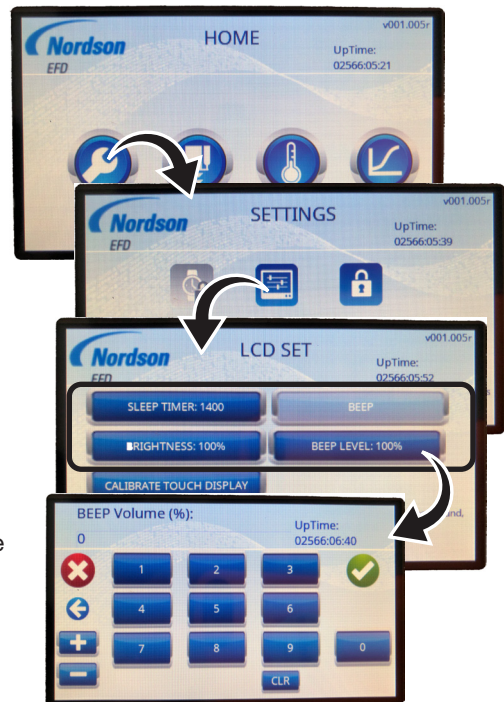 v001.005r
Nordson
EFD
HOME
UpTime:
02566:05:21
v001.005r
Nordson
EFD
SETTINGS
UpTime:
02566:05:39
v001.005r
Nordson
EFD
LCD SET
UpTime:
02566:05:52
SLEEP TIMER: 1400
BEEP
BRIGHTNESS: 100%
BEEP LEVEL: 100%
CALIBRATE TOUCH DISPLAY
BEEP Volume (%):
0
UpTime:
02566:06:40
1 2 3
4 5 6
7 8 9 0
CLR